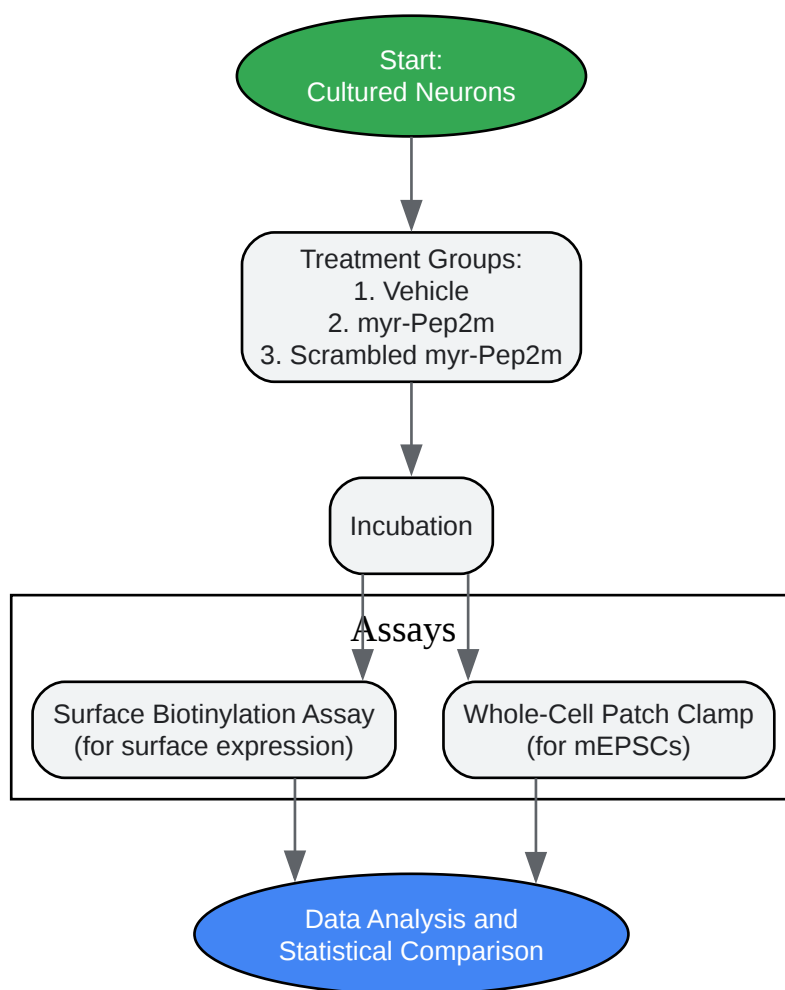 Start:
Cultured Neurons
Treatment Groups:
1. Vehicle
2. myr-Pep2m
3. Scrambled myr-Pep2m
Incubation
Assays
Surface Biotinylation Assay
(for surface expression)
Whole-Cell Patch Clamp
(for mEPSCs)
Data Analysis and
Statistical Comparison